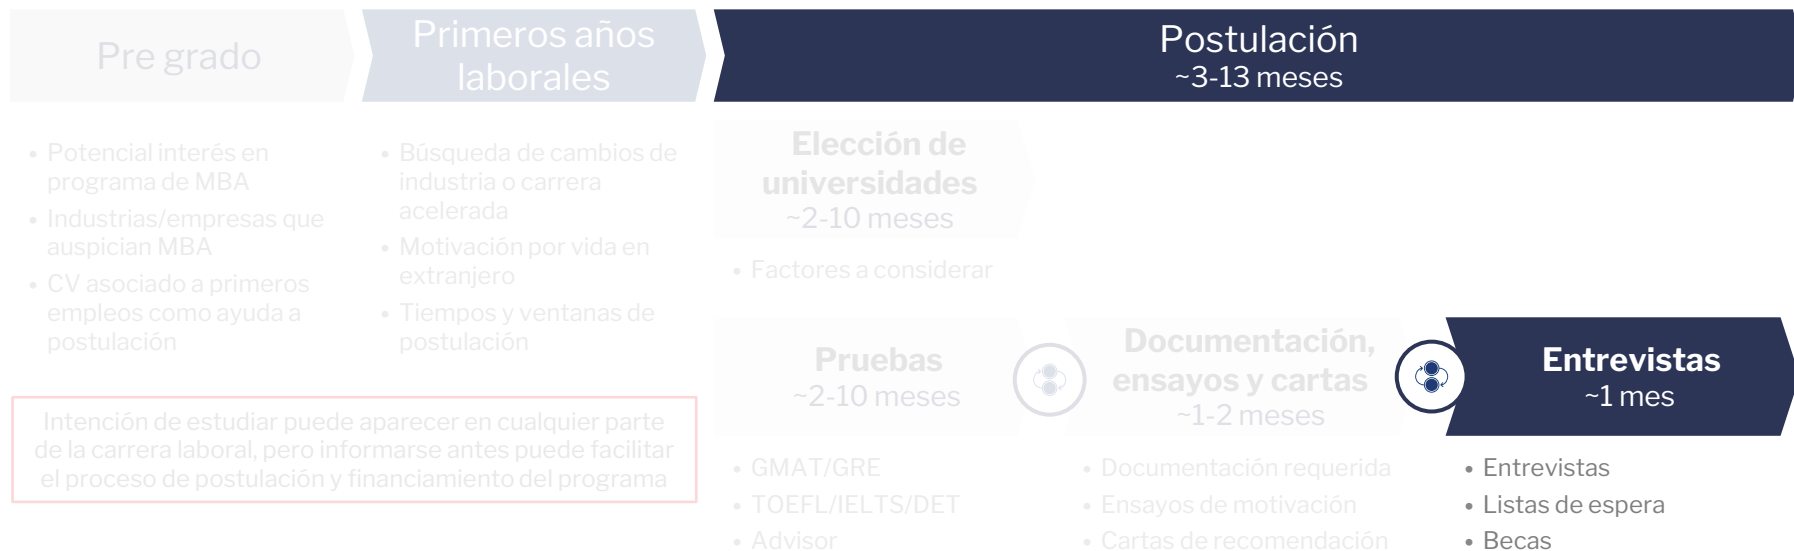 Pre grado
Primeros años
laborales
Postulación
~3-13 meses
• Potencial interés en
programa de MBA
• Industrias/empresas que
auspician MBA
• CV asociado a primeros
empleos como ayuda a
postulación
• Búsqueda de cambios de
industria o carrera
acelerada
• Motivación por vida en
extranjero
• Tiempos y ventanas de
postulación
Intención de estudiar puede aparecer en cualquier parte
de la carrera laboral, pero informarse antes puede facilitar
el proceso de postulación y financiamiento del programa
Elección de
universidades
~2-10 meses
• Factores a considerar
Pruebas
~2-10 meses
• GMAT/GRE
• TOEFL/IELTS/DET
• Advisor
Documentación,
ensayos y cartas
~1-2 meses
• Documentación requerida
• Ensayos de motivación
• Cartas de recomendación
Entrevistas
~1 mes
• Entrevistas
• Listas de espera
• Becas